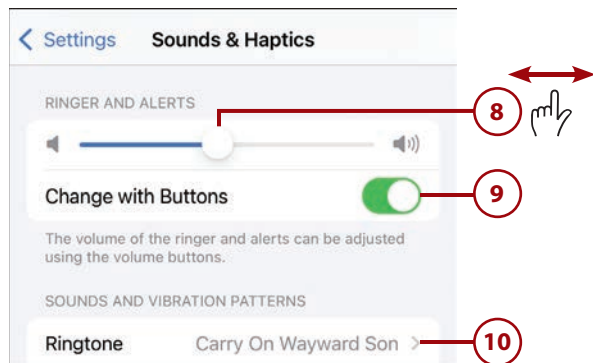 Settings Sounds & Haptics
RINGER AND ALERTS
8
Change with Buttons
9
The volume of the ringer and alerts can be adjusted
using the volume buttons.
SOUNDS AND VIBRATION PATTERNS
Ringtone Carry On Wayward Son
10